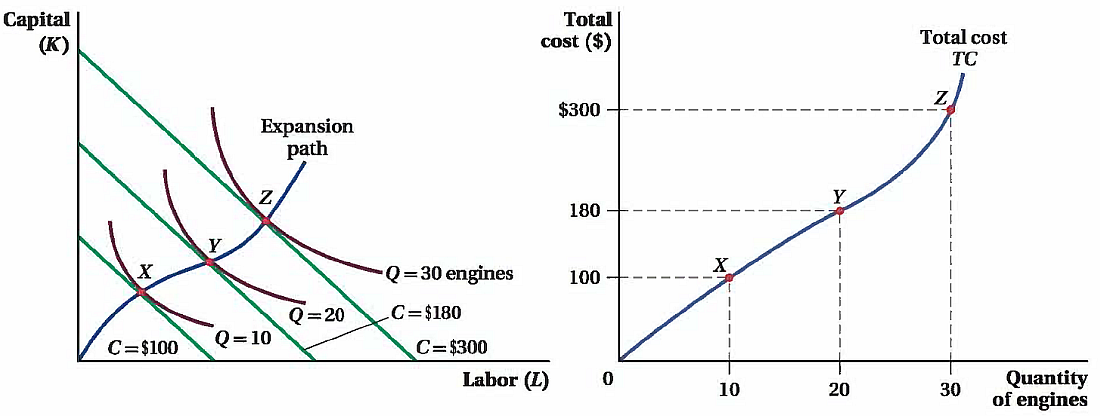 Capital
(K)
Expansion
path
Z
Y
X
Q = 30 engines
Q = 20
C = $180
Q = 10
C = $100
C = $300
Labor (L)
Total
cost ($)
Total cost
TC
$300
Z
180
Y
100
X
0
10
20
30
Quantity
of engines